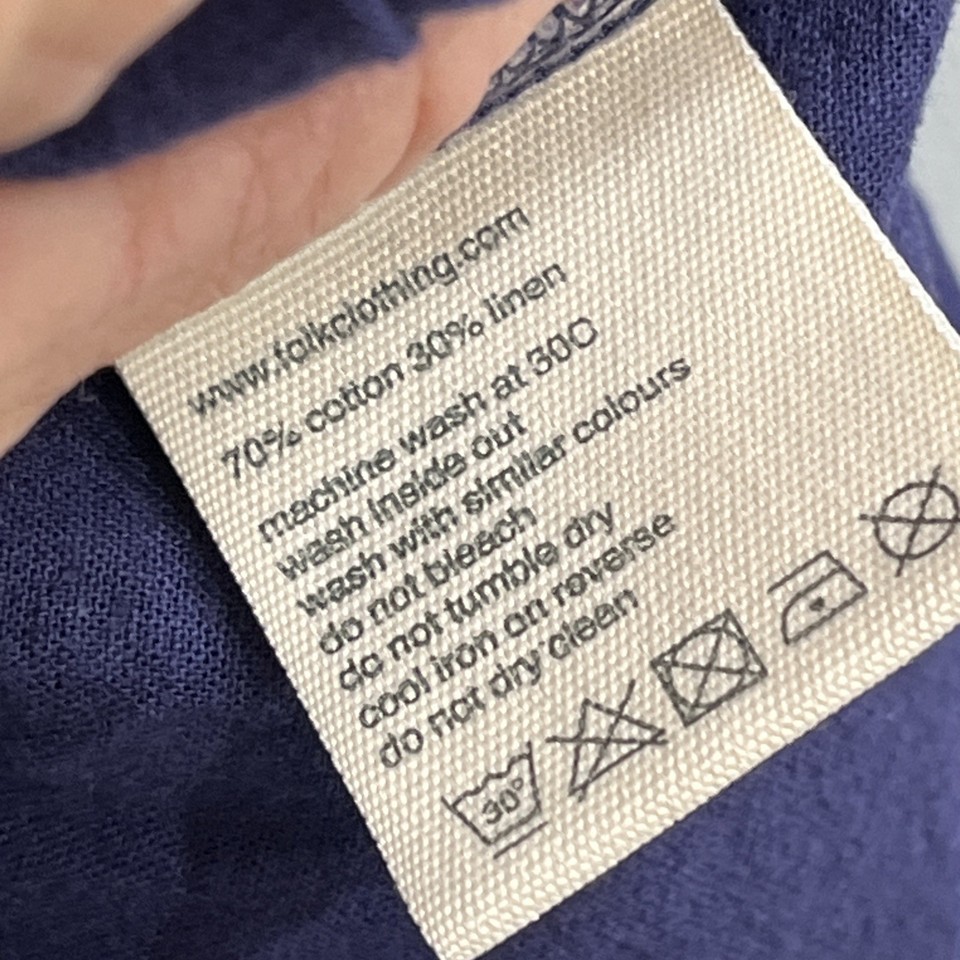 www.folkclothing.com
70% cotton 30% linen
machine wash at 30C
wash inside out
wash with similar colours
do not bleach
do not tumble dry
cool iron on reverse
do not dry clean
30°